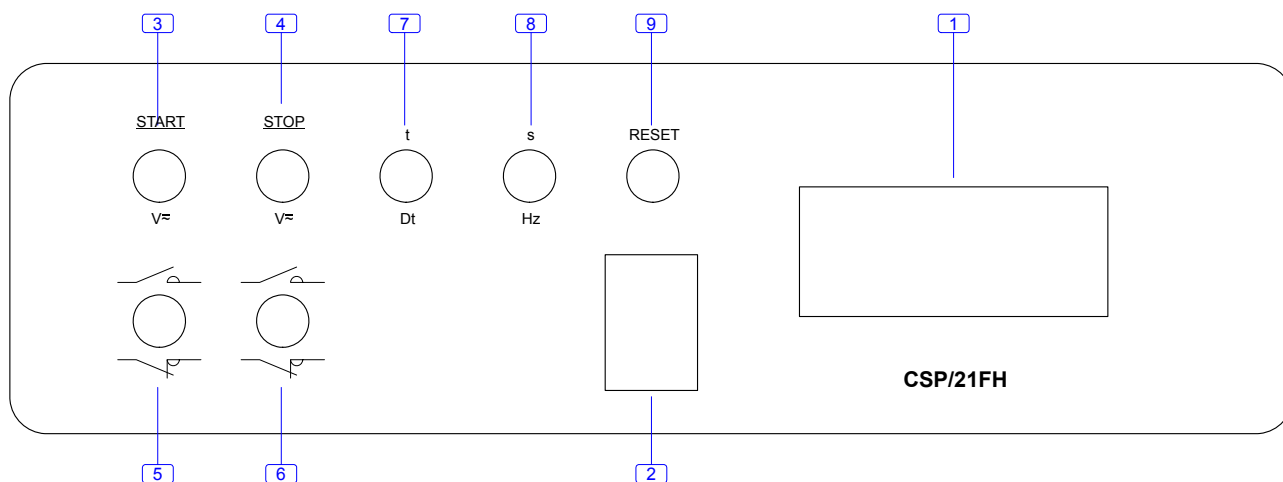 3 4 7 8 9 1
START STOP t s RESET
V≂ V≂ Dt Hz
CSP/21FH
5 6 2